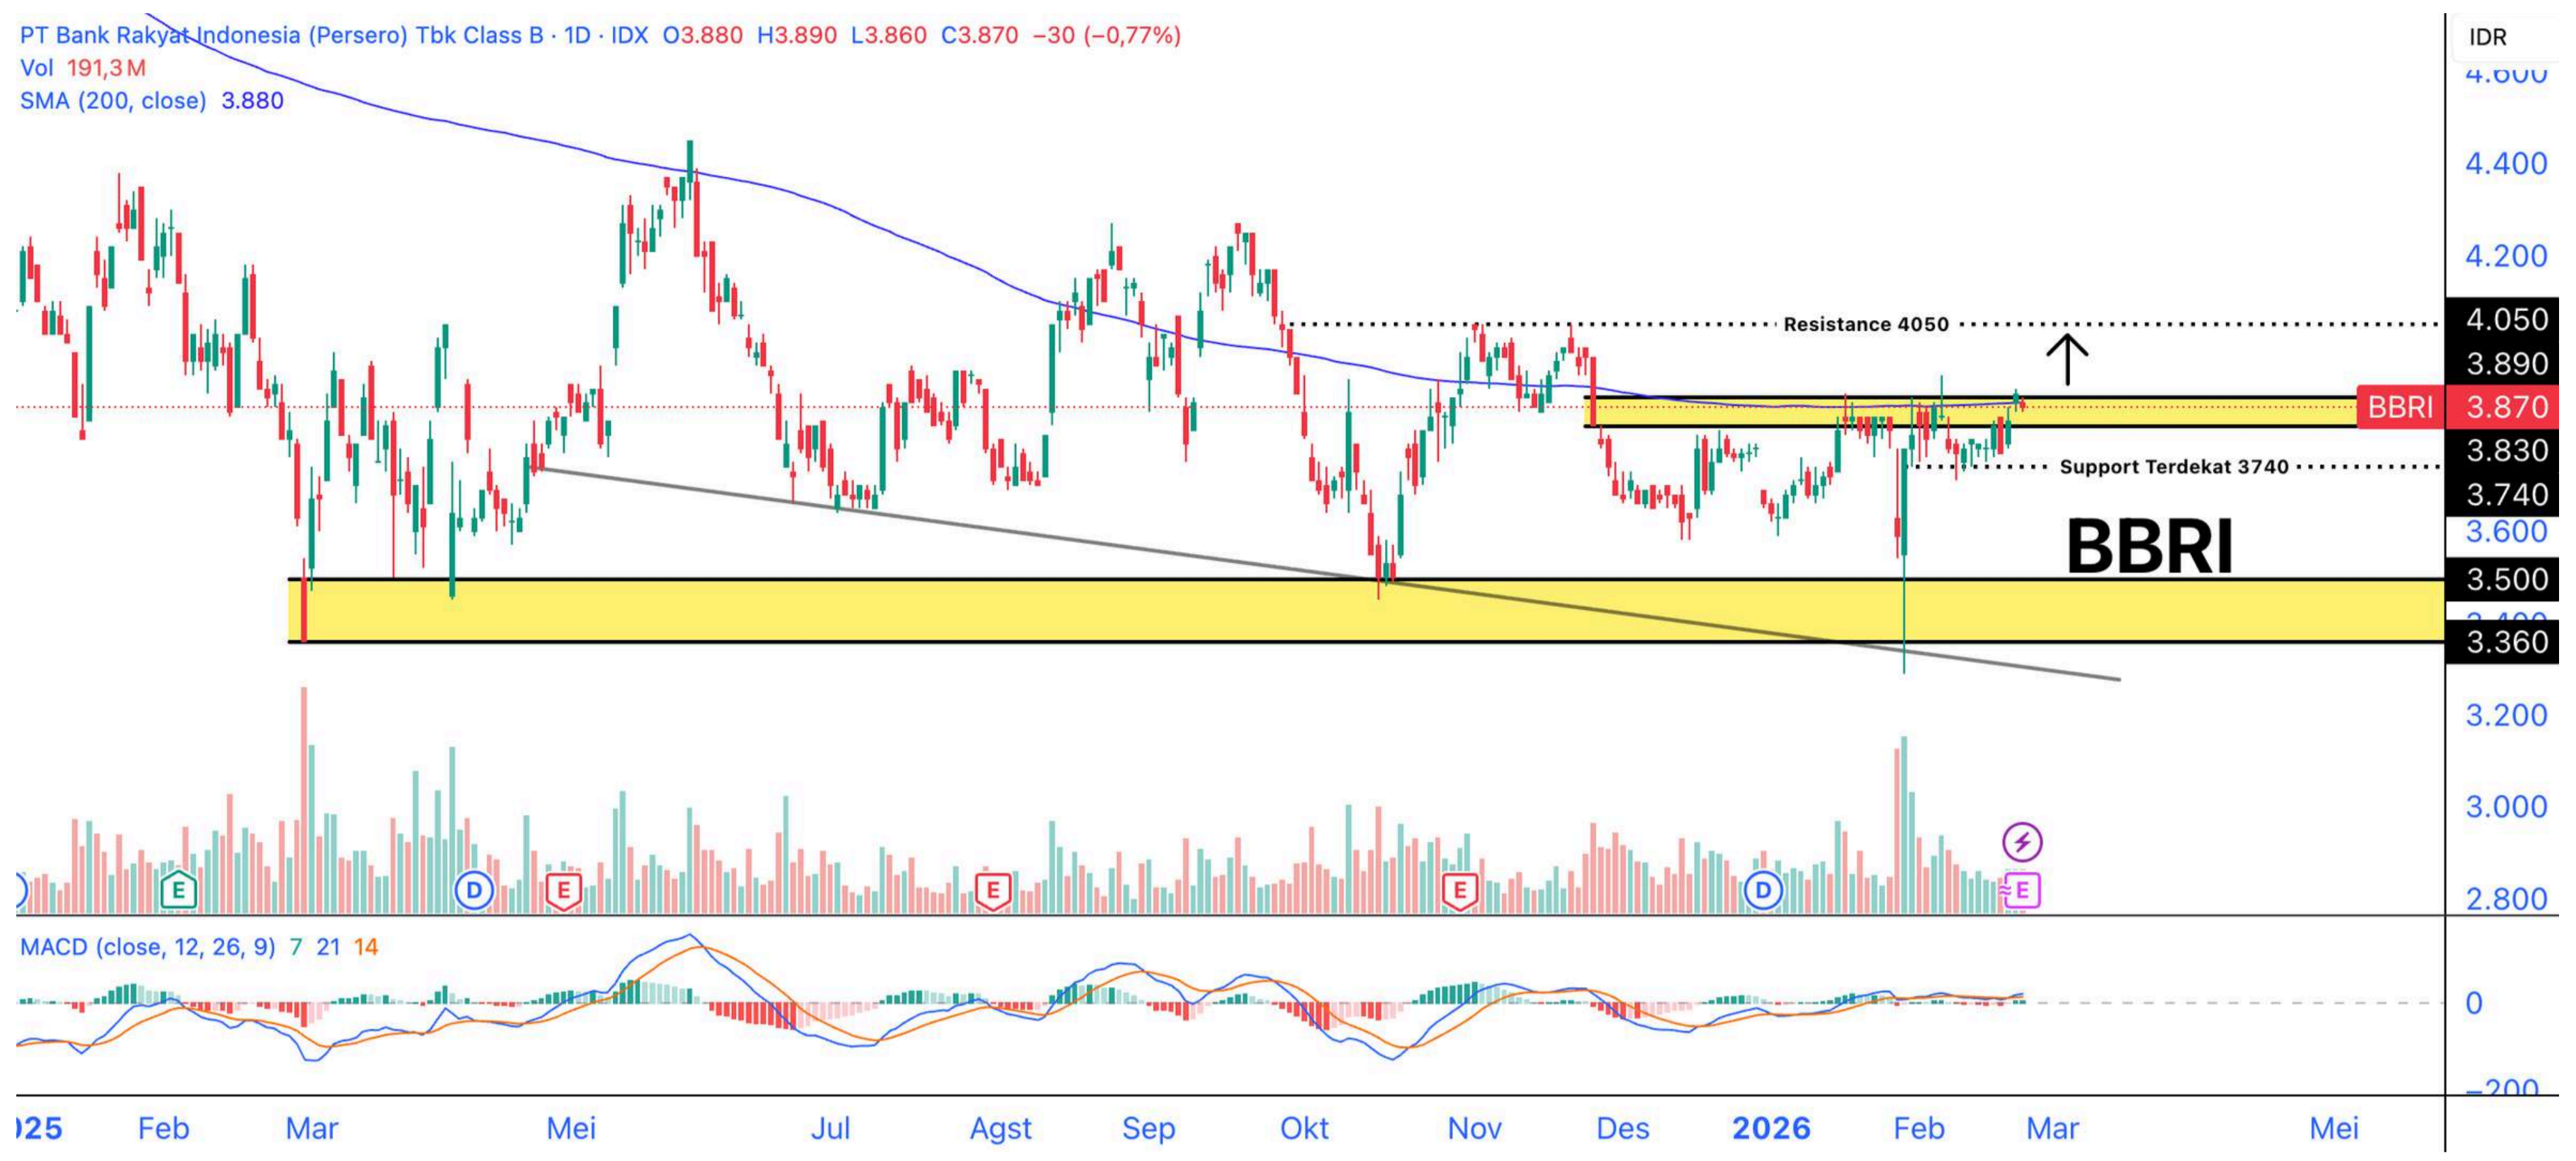 PT Bank Rakyat Indonesia (Persero) Tbk Class B · 1D · IDX O3.880 H3.890 L3.860 C3.870 −30 (−0,77%)
Vol 191,3 M
SMA (200, close) 3.880
IDR
4.600
4.400
4.200
4.050
3.890
BBRI 3.870
3.830
3.740
3.600
3.500
3.400
3.360
3.200
3.000
2.800
Resistance 4050
Support Terdekat 3740
BBRI
E
D
E
E
E
D
≈E
MACD (close, 12, 26, 9) 7 21 14
0
−200
025 Feb Mar Mei Jul Agst Sep Okt Nov Des 2026 Feb Mar Mei